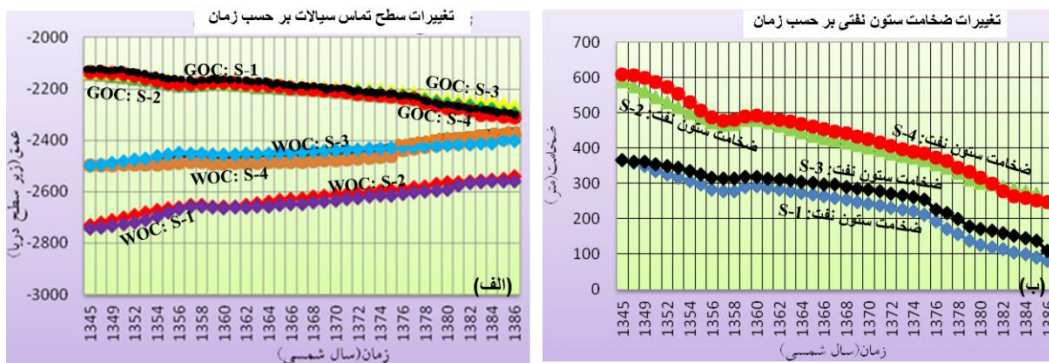 تغییرات سطح تماس سیالات بر حسب زمان
-2000
-2200
-2400
-2600
-2800
-3000
عمق(زیر سطح دریا)
GOC: S-1
GOC: S-2
GOC: S-3
GOC: S-4
WOC: S-3
WOC: S-4
WOC: S-2
WOC: S-1
(الف)
1345 1349 1352 1354 1356 1358 1360 1362 1364 1366 1368 1370 1372 1374 1376 1378 1380 1382 1384 1386
زمان(سال شمسی)
تغییرات ضخامت ستون نفتی بر حسب زمان
700
600
500
400
300
200
100
0
ضخامت(متر)
ضخامت ستون نفت: S-2
ضخامت ستون نفت: S-4
ضخامت ستون نفت: S-3
ضخامت ستون نفت: S-1
(ب)
1345 1349 1352 1354 1356 1358 1360 1362 1364 1366 1368 1370 1372 1374 1376 1378 1380 1382 1384 1386
زمان(سال شمسی)